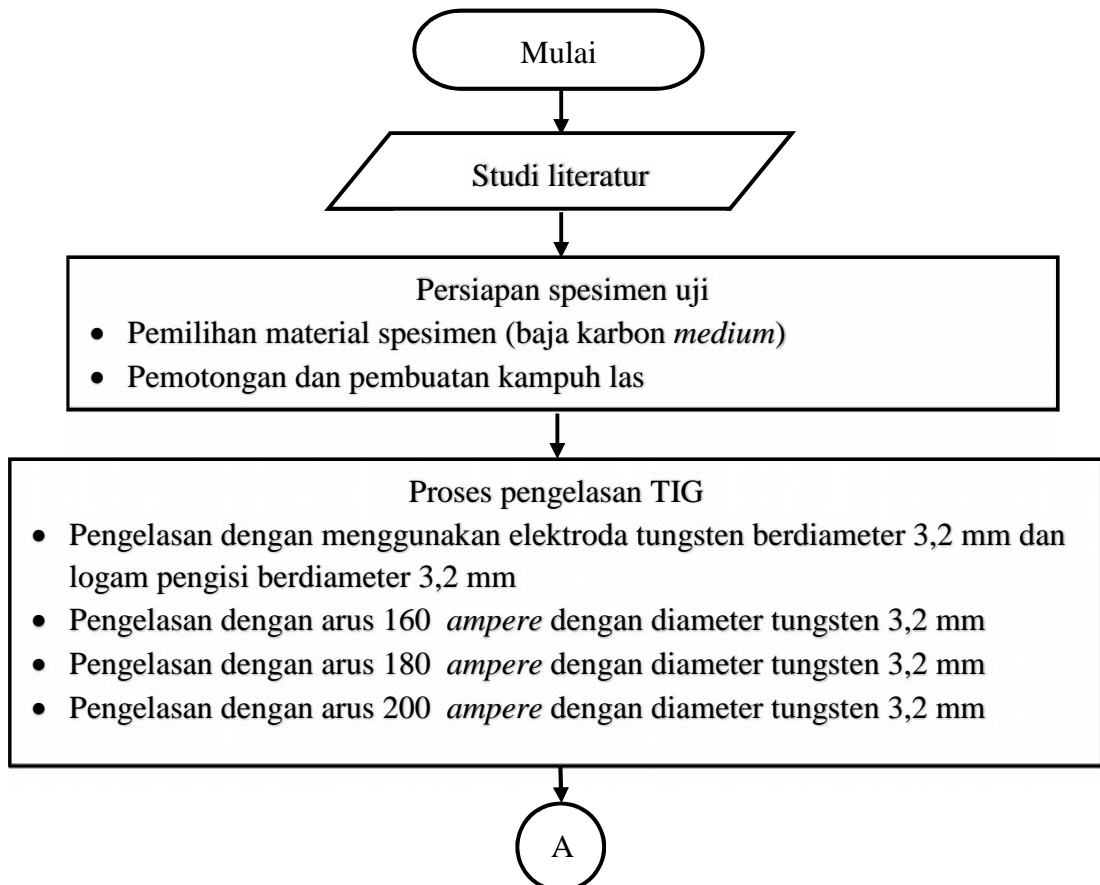 Mulai
Studi literatur
Persiapan spesimen uji
• Pemilihan material spesimen (baja karbon medium)
• Pemotongan dan pembuatan kampuh las
Proses pengelasan TIG
• Pengelasan dengan menggunakan elektroda tungsten berdiameter 3,2 mm dan
logam pengisi berdiameter 3,2 mm
• Pengelasan dengan arus 160 ampere dengan diameter tungsten 3,2 mm
• Pengelasan dengan arus 180 ampere dengan diameter tungsten 3,2 mm
• Pengelasan dengan arus 200 ampere dengan diameter tungsten 3,2 mm
A